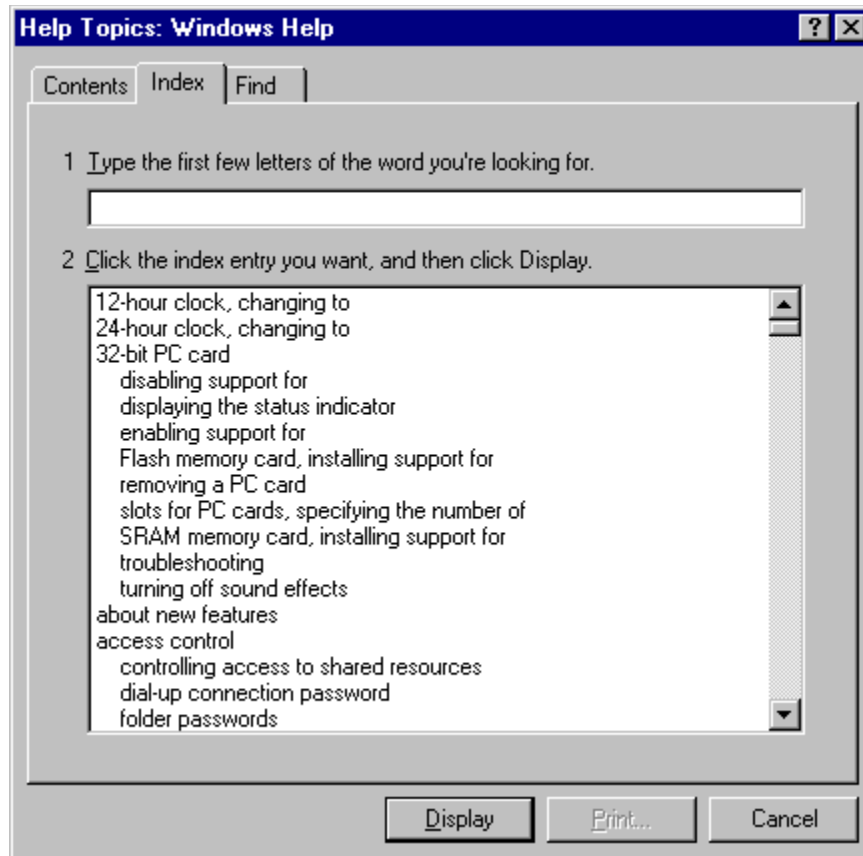 Help Topics: Windows Help
Contents Index Find
1 Type the first few letters of the word you're looking for.
2 Click the index entry you want, and then click Display.
12-hour clock, changing to
24-hour clock, changing to
32-bit PC card
disabling support for
displaying the status indicator
enabling support for
Flash memory card, installing support for
removing a PC card
slots for PC cards, specifying the number of
SRAM memory card, installing support for
troubleshooting
turning off sound effects
about new features
access control
controlling access to shared resources
dial-up connection password
folder passwords
Display Print... Cancel